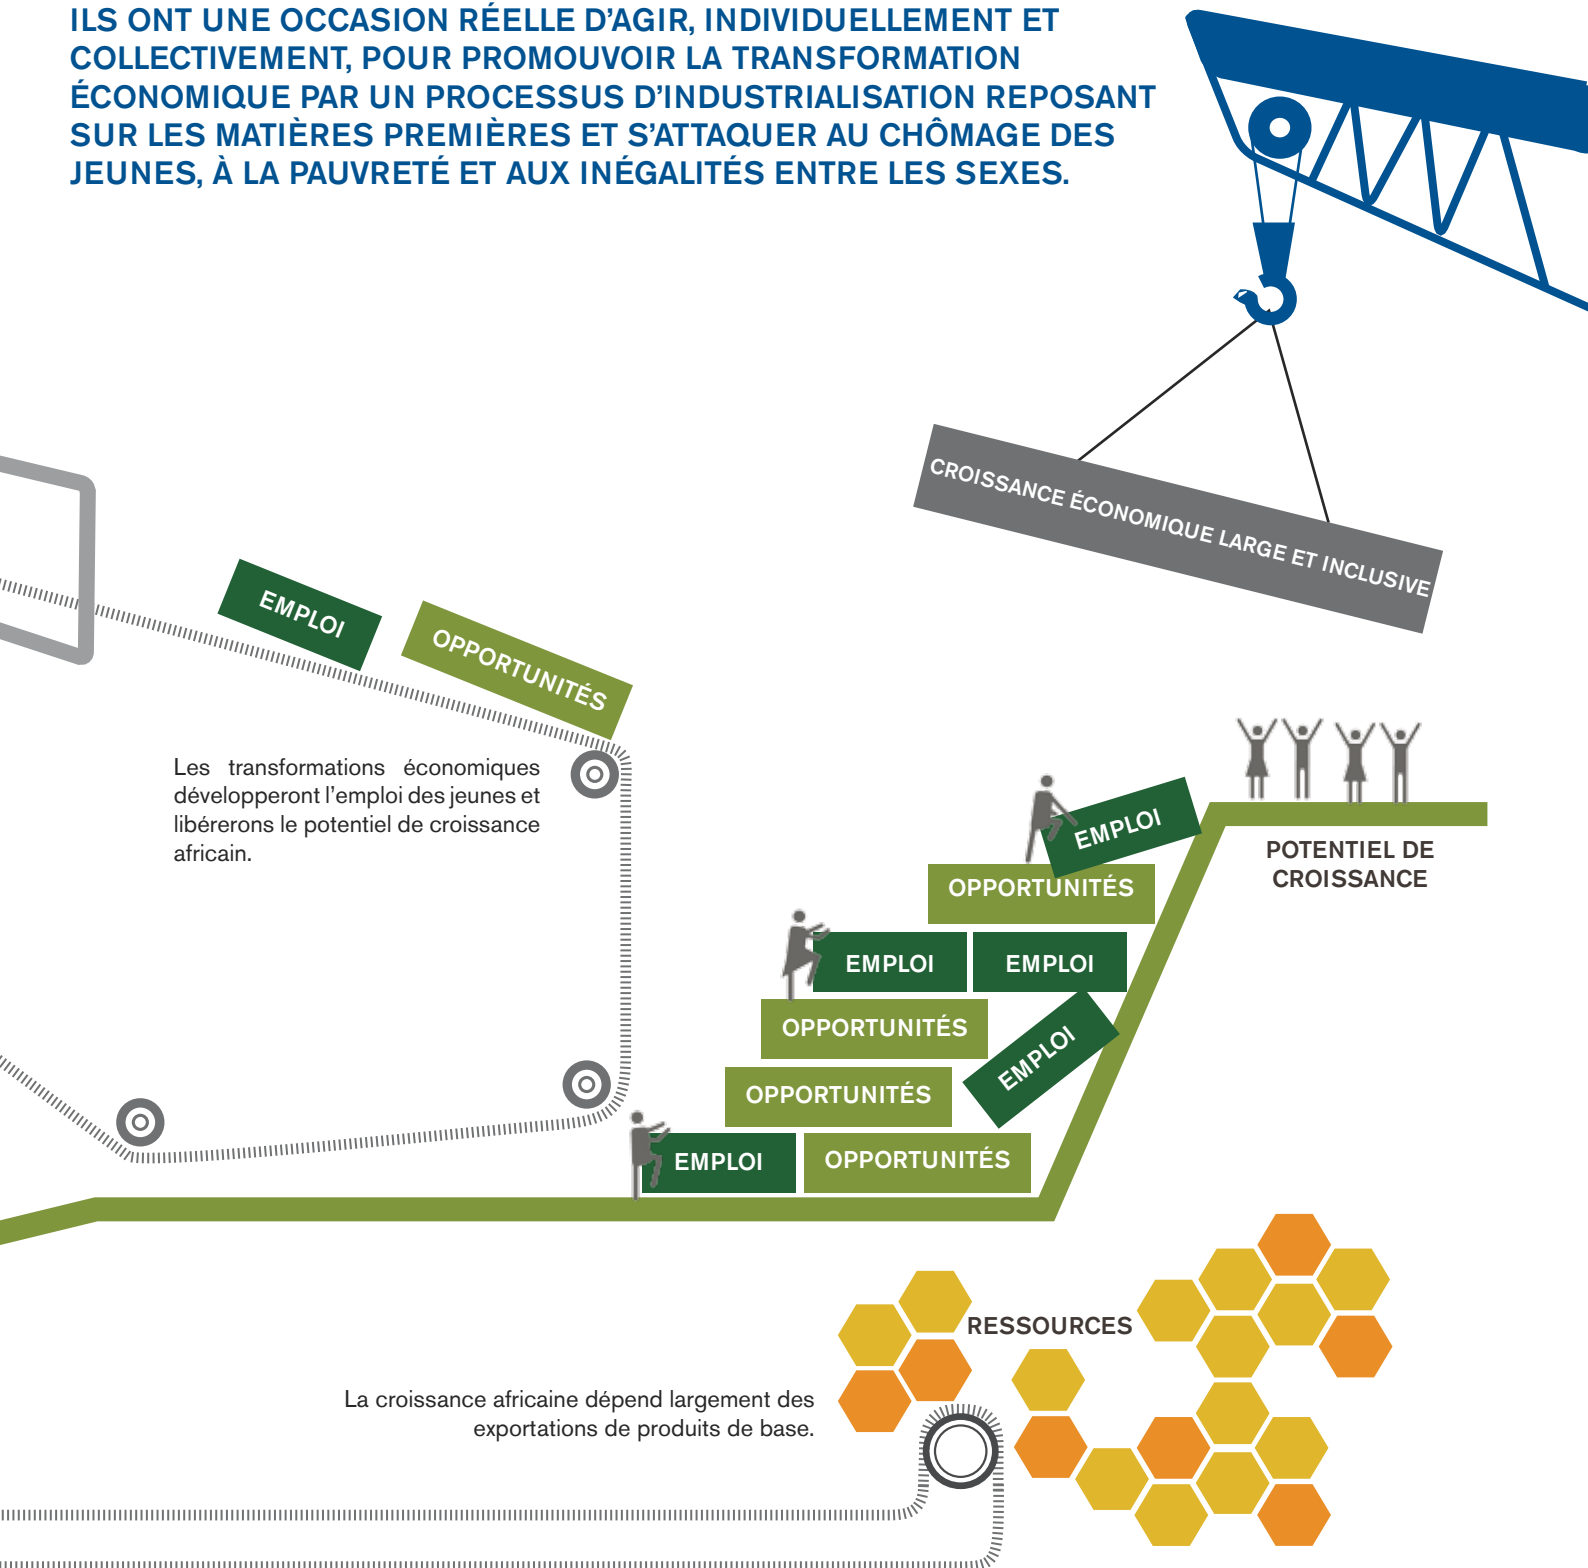 ILS ONT UNE OCCASION RÉELLE D’AGIR, INDIVIDUELLEMENT ET
COLLECTIVEMENT, POUR PROMOUVOIR LA TRANSFORMATION
ÉCONOMIQUE PAR UN PROCESSUS D’INDUSTRIALISATION REPOSANT
SUR LES MATIÈRES PREMIÈRES ET S’ATTAQUER AU CHÔMAGE DES
JEUNES, À LA PAUVRETÉ ET AUX INÉGALITÉS ENTRE LES SEXES.
CROISSANCE ÉCONOMIQUE LARGE ET INCLUSIVE
EMPLOI
OPPORTUNITÉS
Les transformations économiques
développeront l’emploi des jeunes et
libérerons le potentiel de croissance
africain.
EMPLOI
POTENTIEL DE
CROISSANCE
OPPORTUNITÉS
EMPLOI
EMPLOI
OPPORTUNITÉS
EMPLOI
OPPORTUNITÉS
EMPLOI
OPPORTUNITÉS
RESSOURCES
La croissance africaine dépend largement des
exportations de produits de base.